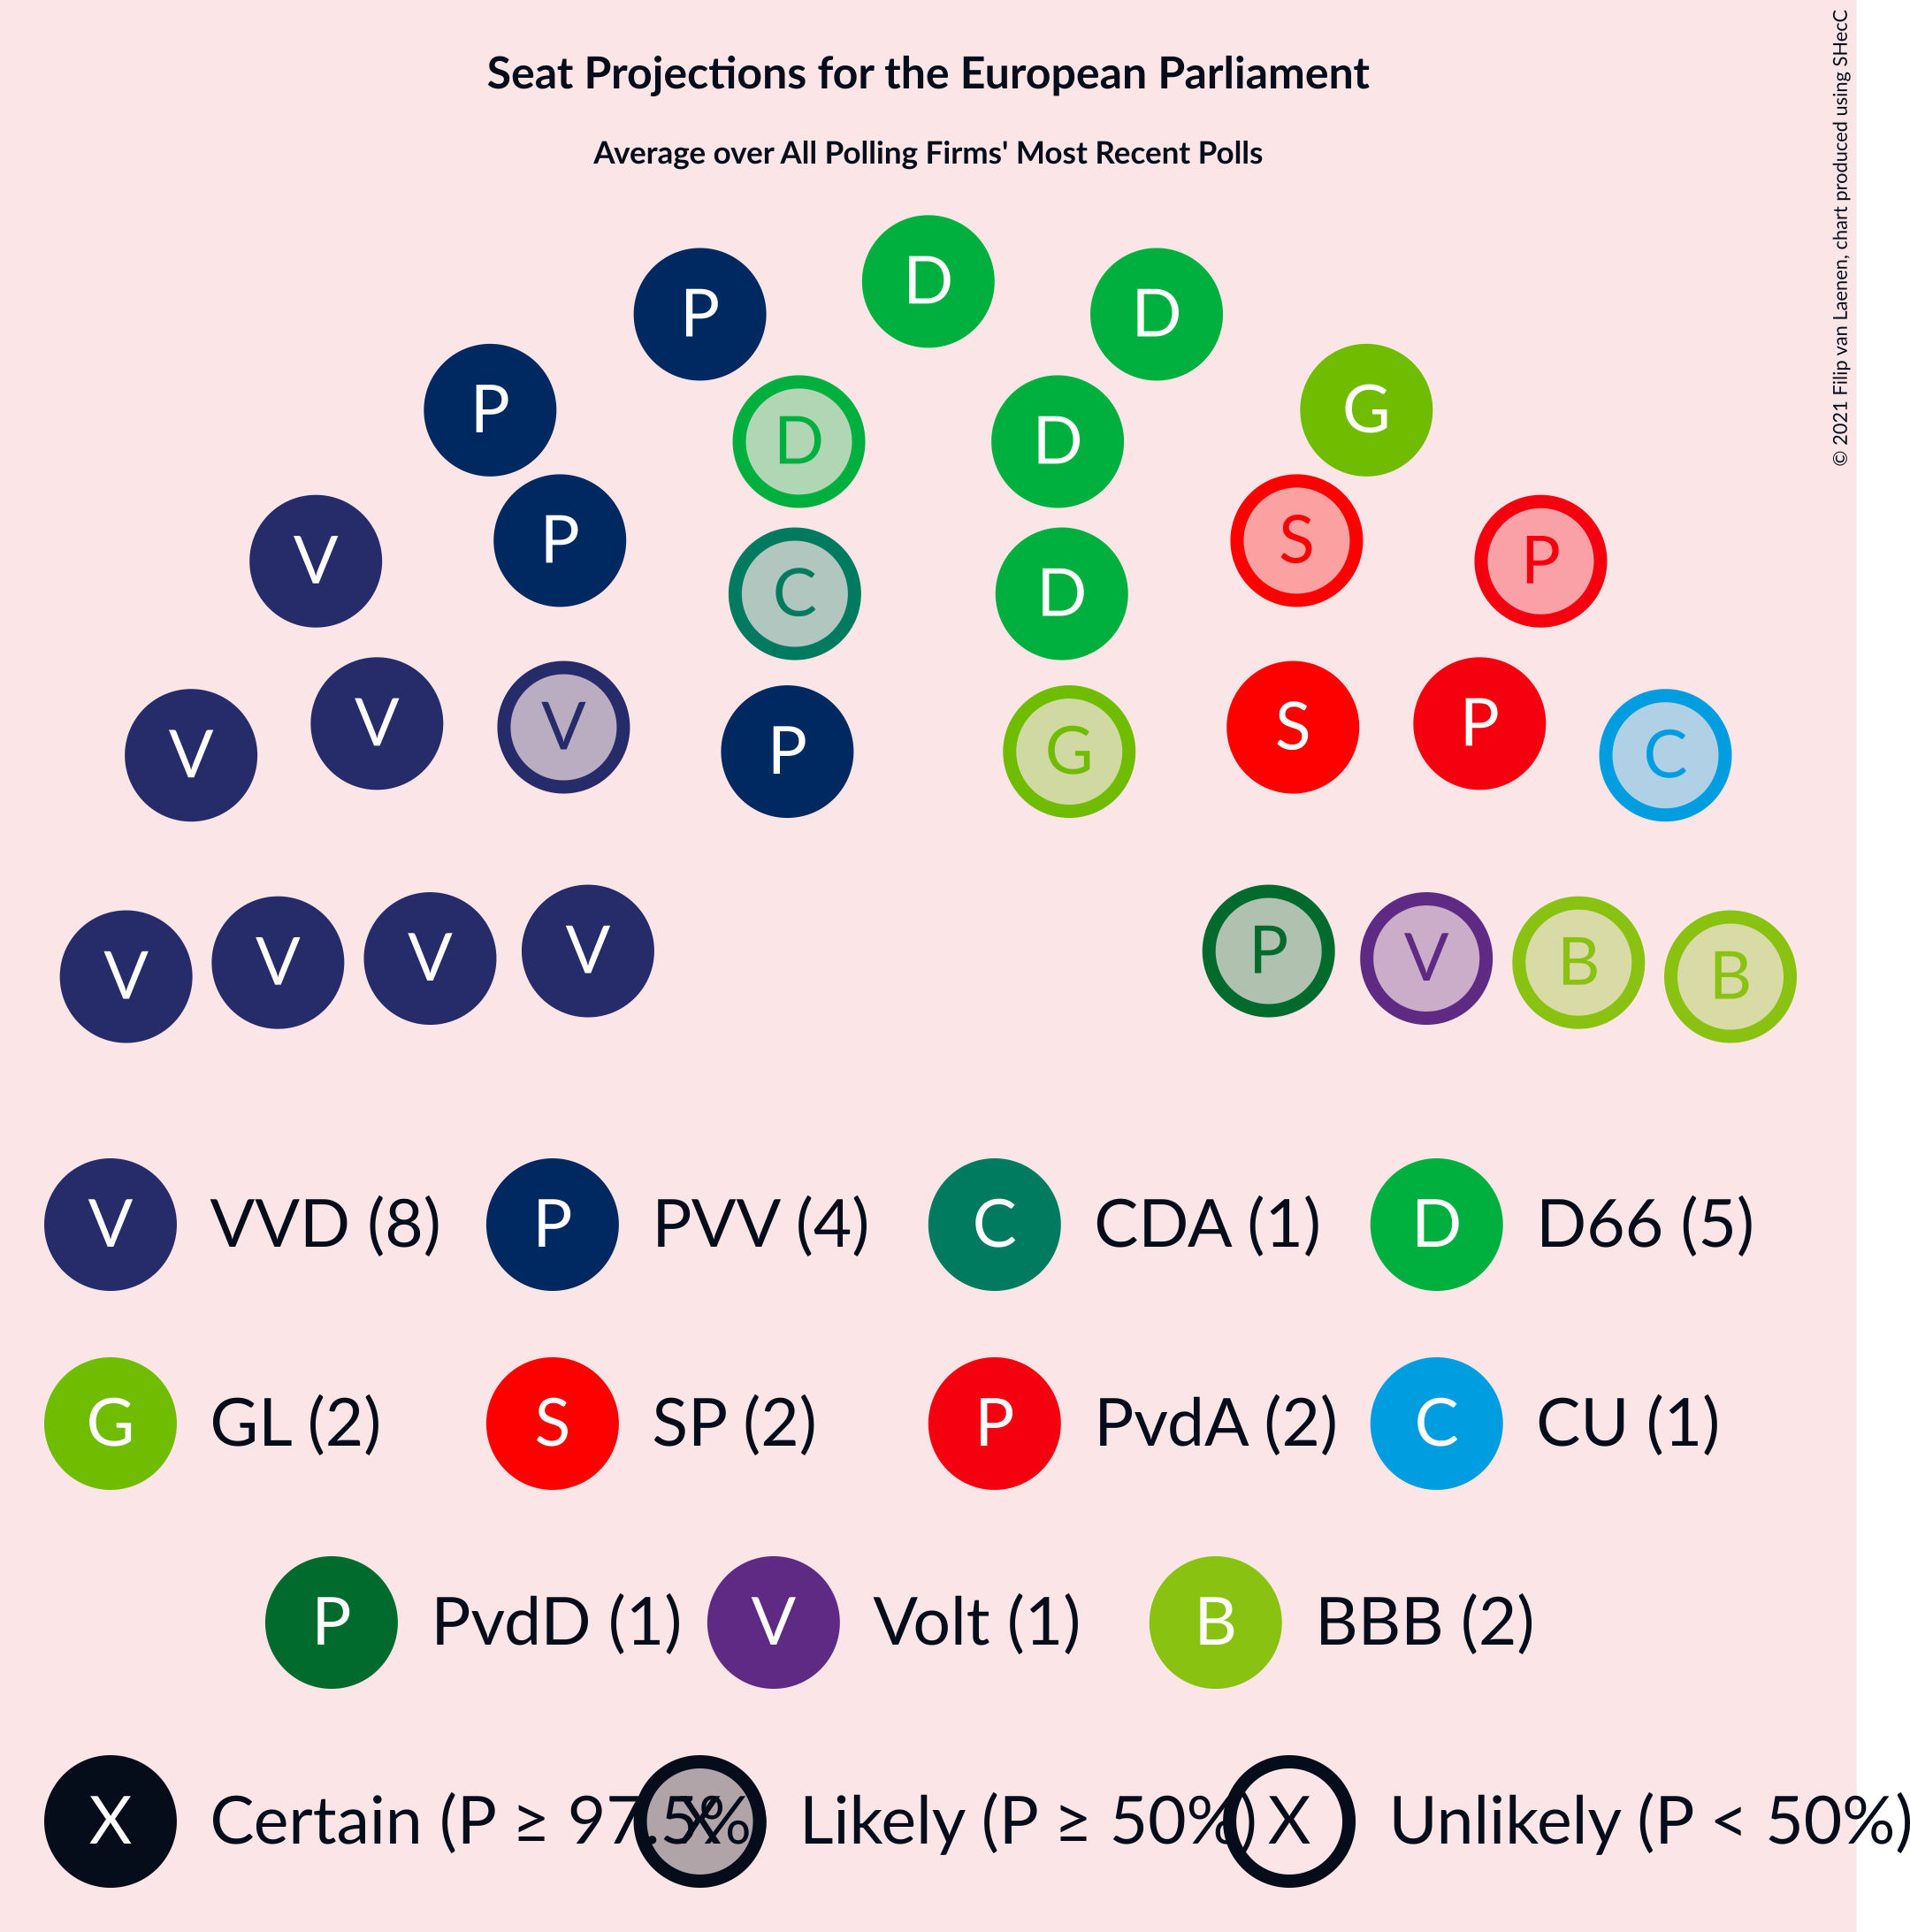 Seat Projections for the European Parliament
Average over All Polling Firms' Most Recent Polls
© 2021 Filip van Laenen, chart produced using SHecC
D
P D
P G
D D
P S
V P
C D
V V V P G S P C
V V V V P V B B
V VVD (8) P PVV (4) C CDA (1) D D66 (5)
G GL (2) S SP (2) P PvdA (2) C CU (1)
P PvdD (1) V Volt (1) B BBB (2)
X Certain (P ≥ 97.5% X Likely (P ≥ 50%) X Unlikely (P < 50%)